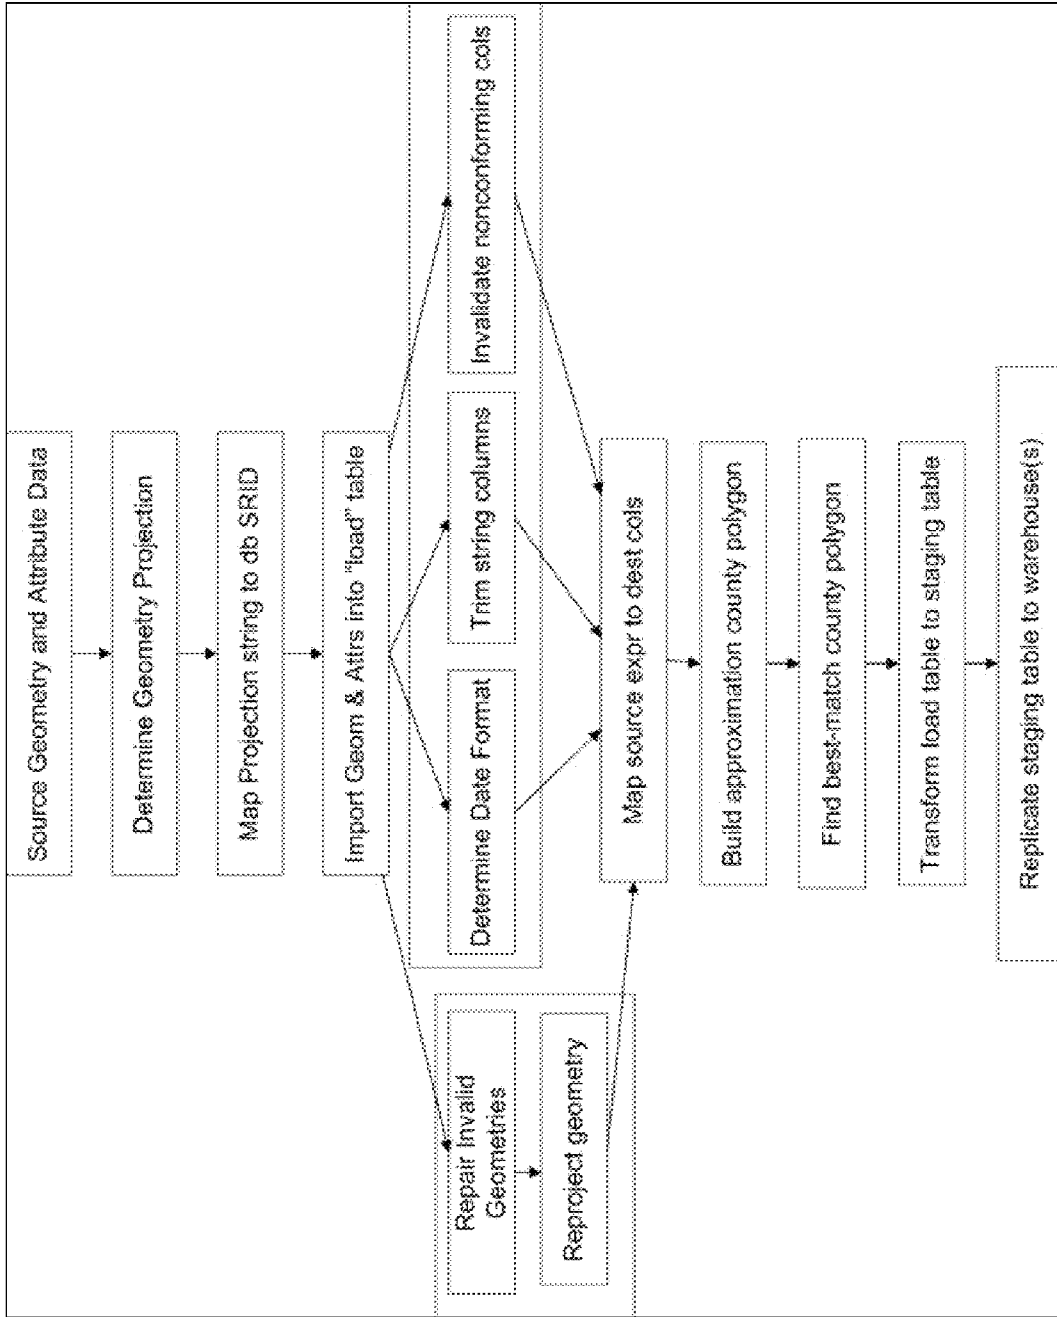 Source Geometry and Attribute Data
Determine Geometry Projection
Map Projection string to db SRID
Import Geom & Attrs into "load" table
Repair Invalid
Geometries
Reproject geometry
Determine Date Format
Trim string columns
Invalidate nonconforming cols
Map source expr to dest cols
Build approximation county polygon
Find best-match county polygon
Transform load table to staging table
Replicate staging table to warehouse(s)